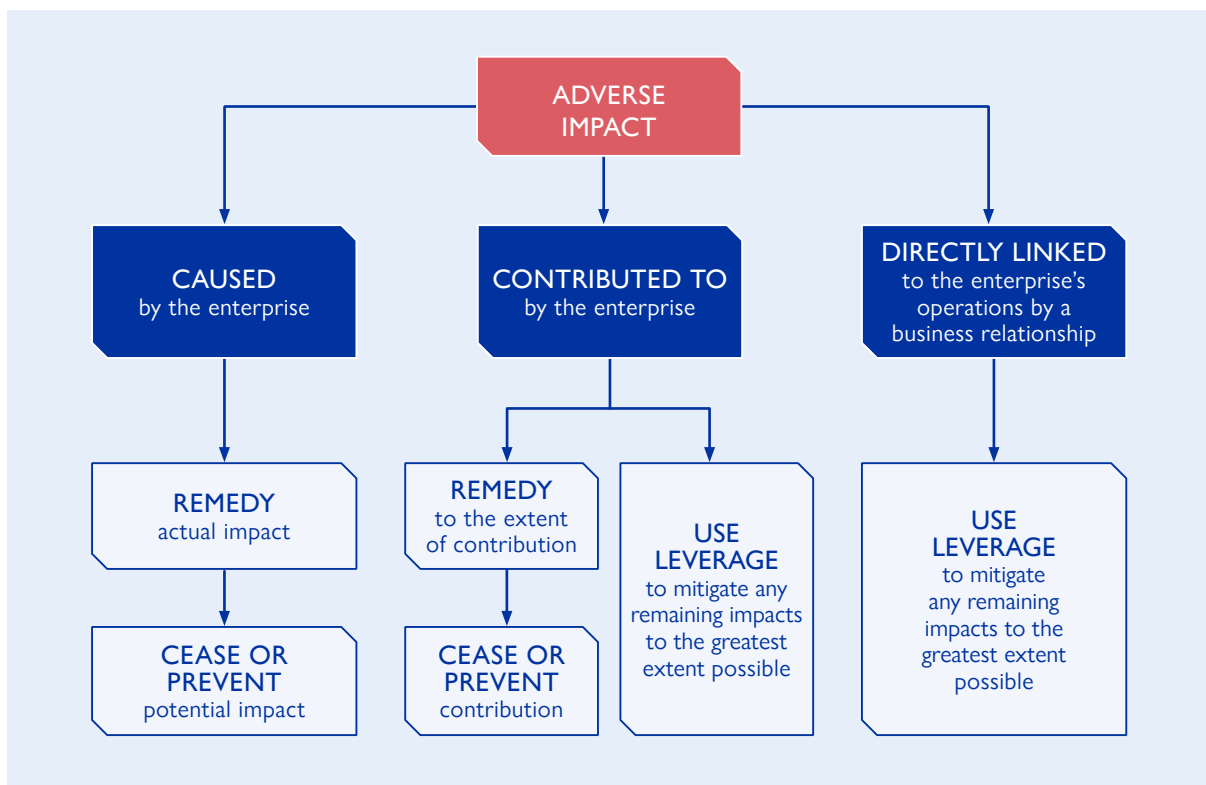 ADVERSE
IMPACT
CAUSED
by the enterprise
CONTRIBUTED TO
by the enterprise
DIRECTLY LINKED
to the enterprise’s
operations by a
business relationship
REMEDY
actual impact
CEASE OR
PREVENT
potential impact
REMEDY
to the extent
of contribution
CEASE OR
PREVENT
contribution
USE
LEVERAGE
to mitigate any
remaining impacts
to the greatest
extent possible
USE
LEVERAGE
to mitigate
any remaining
impacts to the
greatest extent
possible